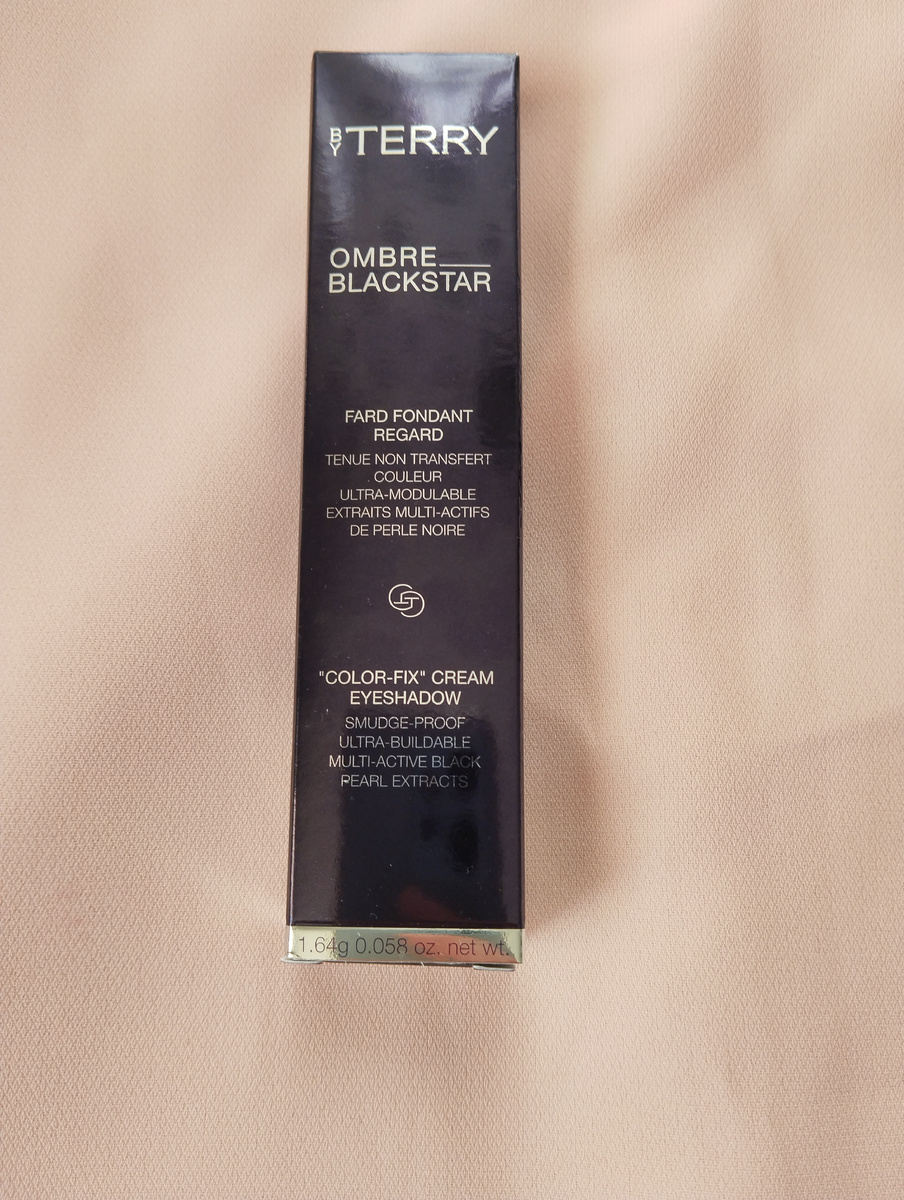 BY TERRY
OMBRE
BLACKSTAR
FARD FONDANT
REGARD
TENUE NON TRANSFERT
COULEUR
ULTRA-MODULABLE
EXTRAITS MULTI-ACTIFS
DE PERLE NOIRE
"COLOR-FIX" CREAM
EYESHADOW
SMUDGE-PROOF
ULTRA-BUILDABLE
MULTI-ACTIVE BLACK
PEARL EXTRACTS
1.64g 0.058 oz. net wt.